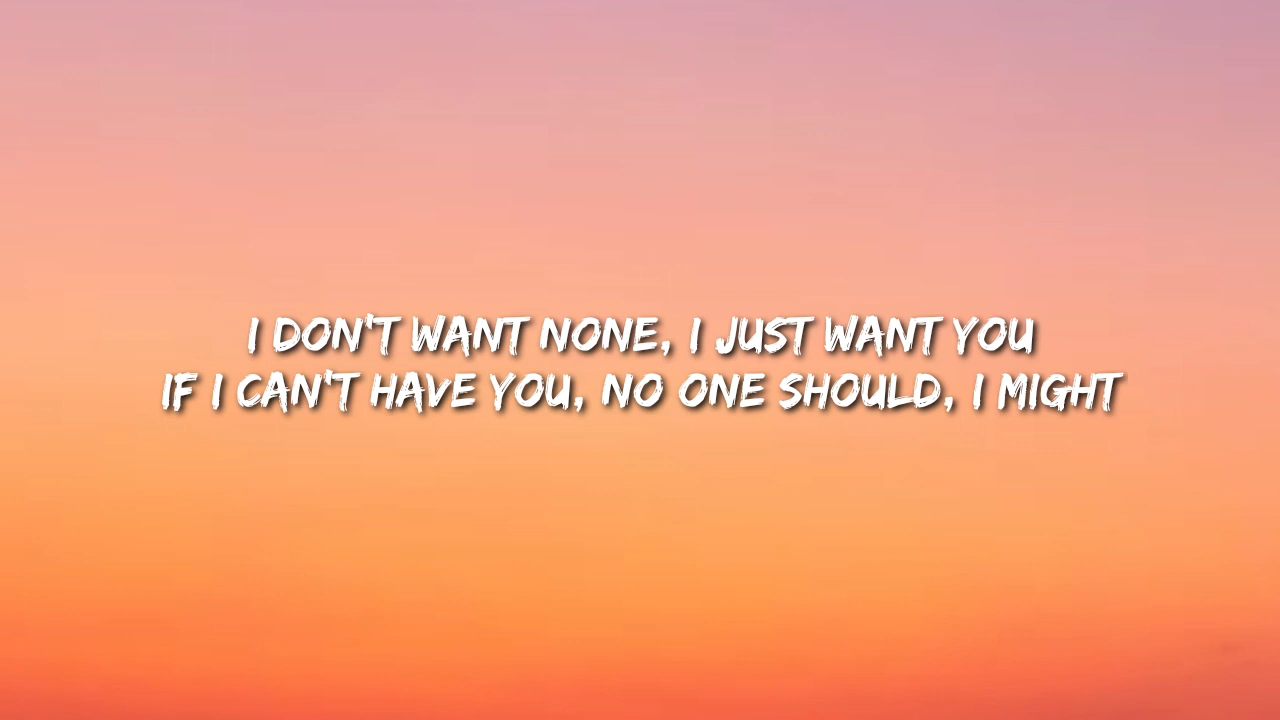 I DON'T WANT NONE, I JUST WANT YOU
IF I CAN'T HAVE YOU, NO ONE SHOULD, I MIGHT